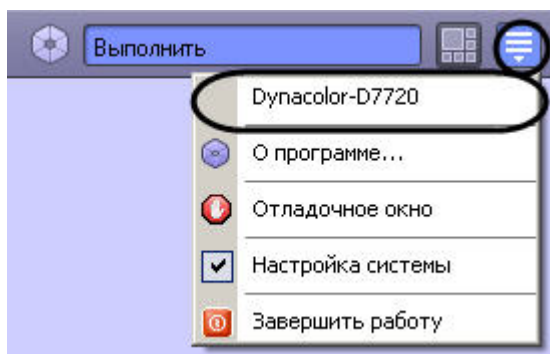 Выполнить
Dynacolor-D7720
О программе...
Отладочное окно
Настройка системы
Завершить работу